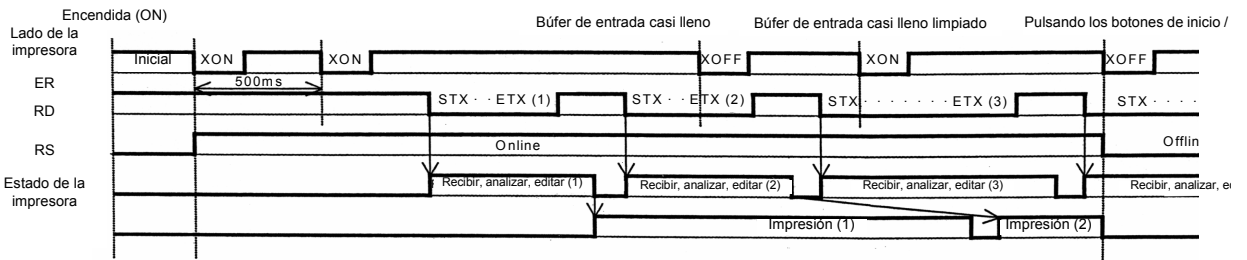 Encendida (ON)
Búfer de entrada casi lleno
Búfer de entrada casi lleno limpiado
Pulsando los botones de inicio /
Lado de la
impresora
Inicial
XON
XON
XOFF
XON
XOFF
ER
500ms
RD
STX · · ETX (1)
STX · · ETX (2)
STX · · · · · · · ETX (3)
STX · · · ·
RS
Online
Offlin
Estado de la
impresora
Recibir, analizar, editar (1)
Recibir, analizar, editar (2)
Recibir, analizar, editar (3)
Recibir, analizar, e
Impresión (1)
Impresión (2)